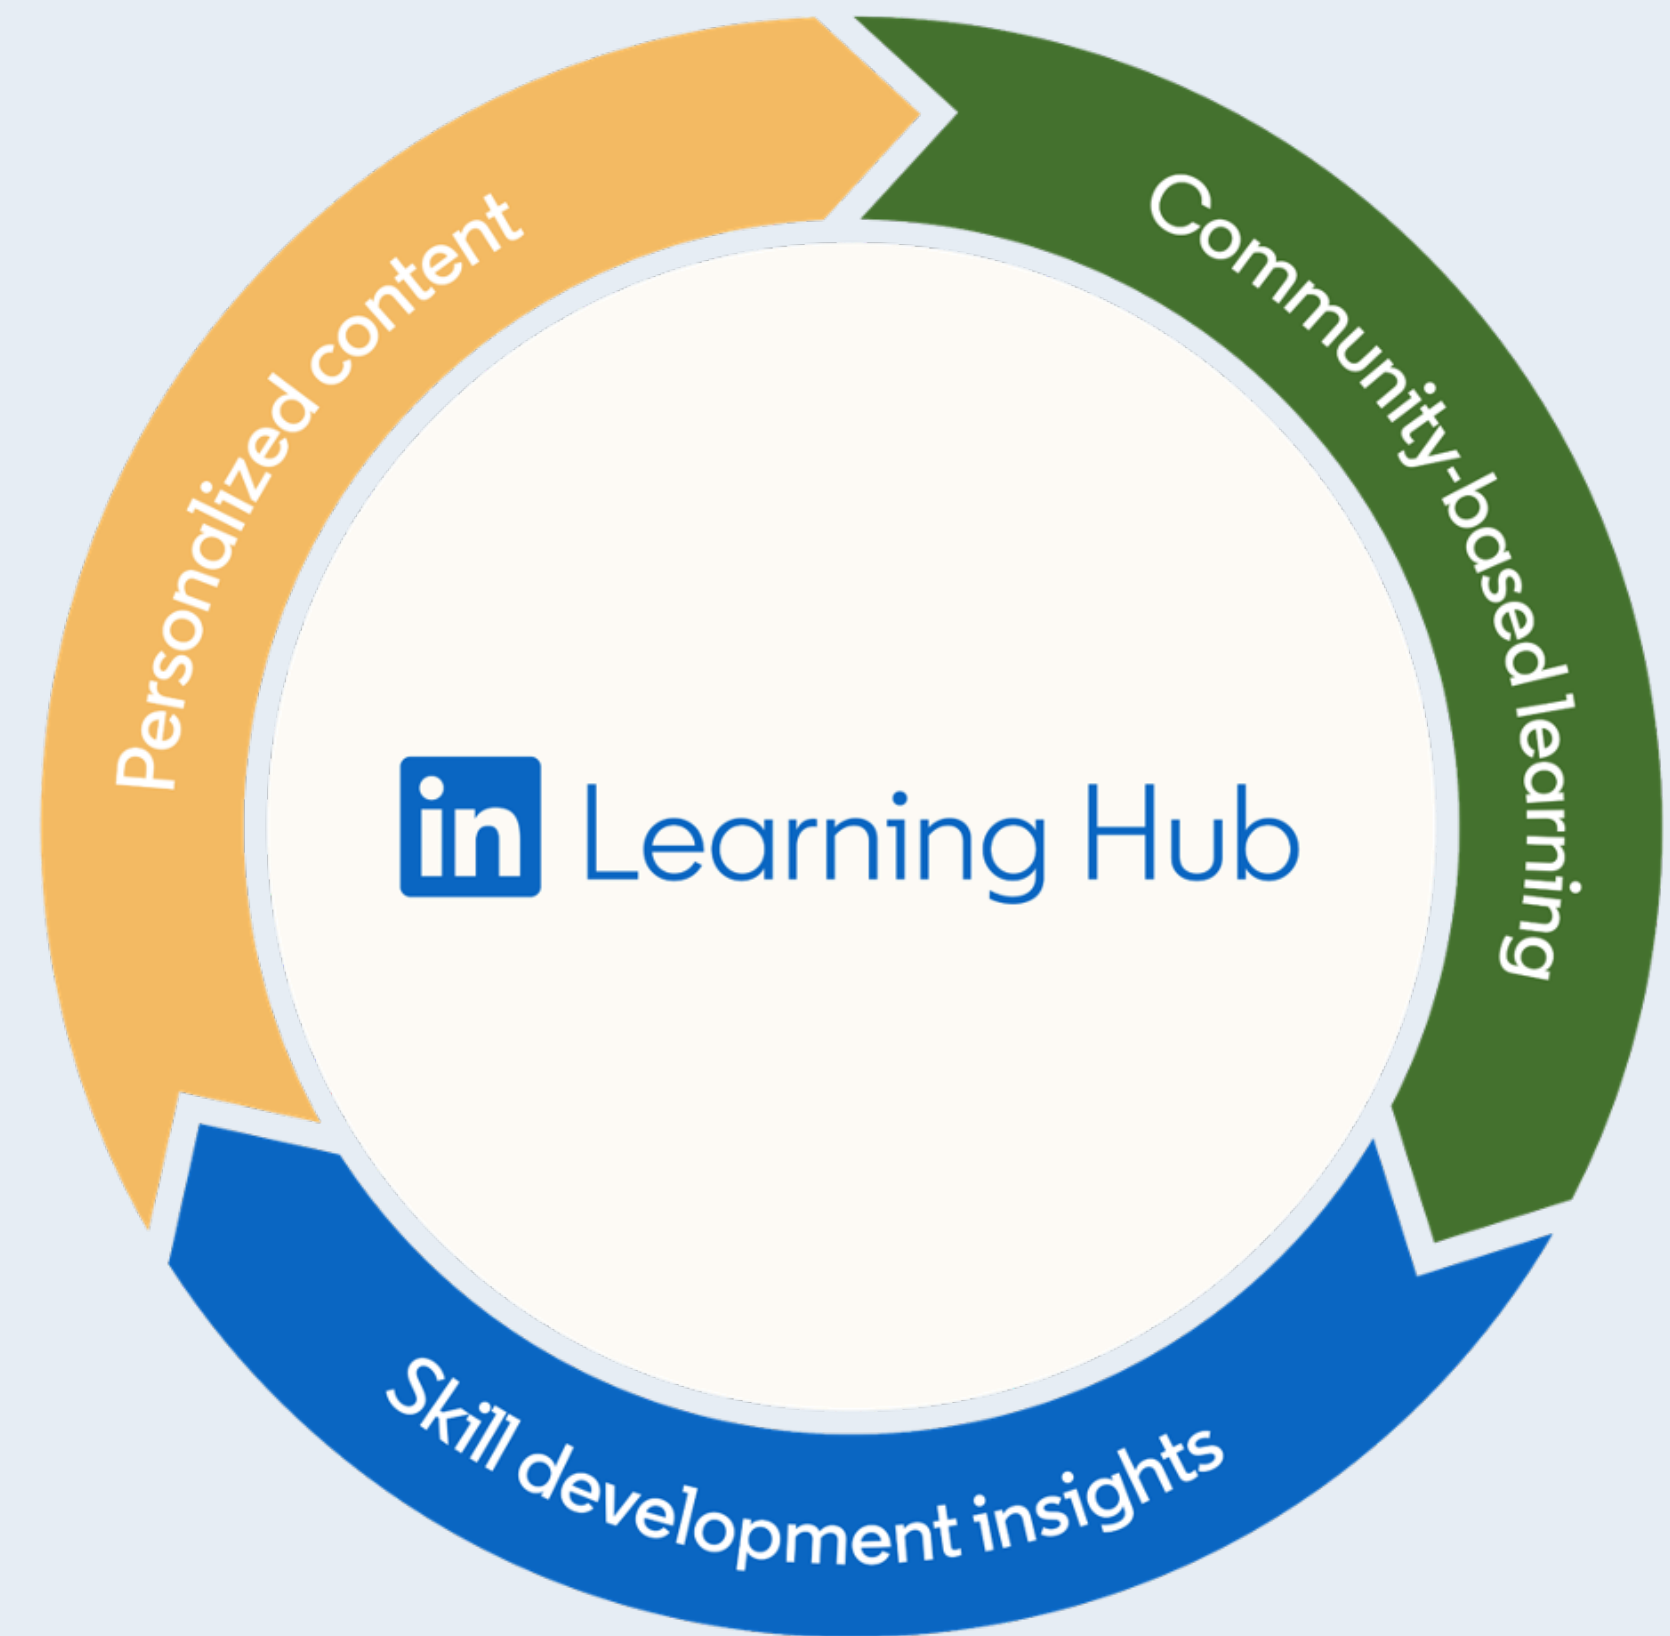 Personalized content
Community-based learning
in Learning Hub
Skill development insights